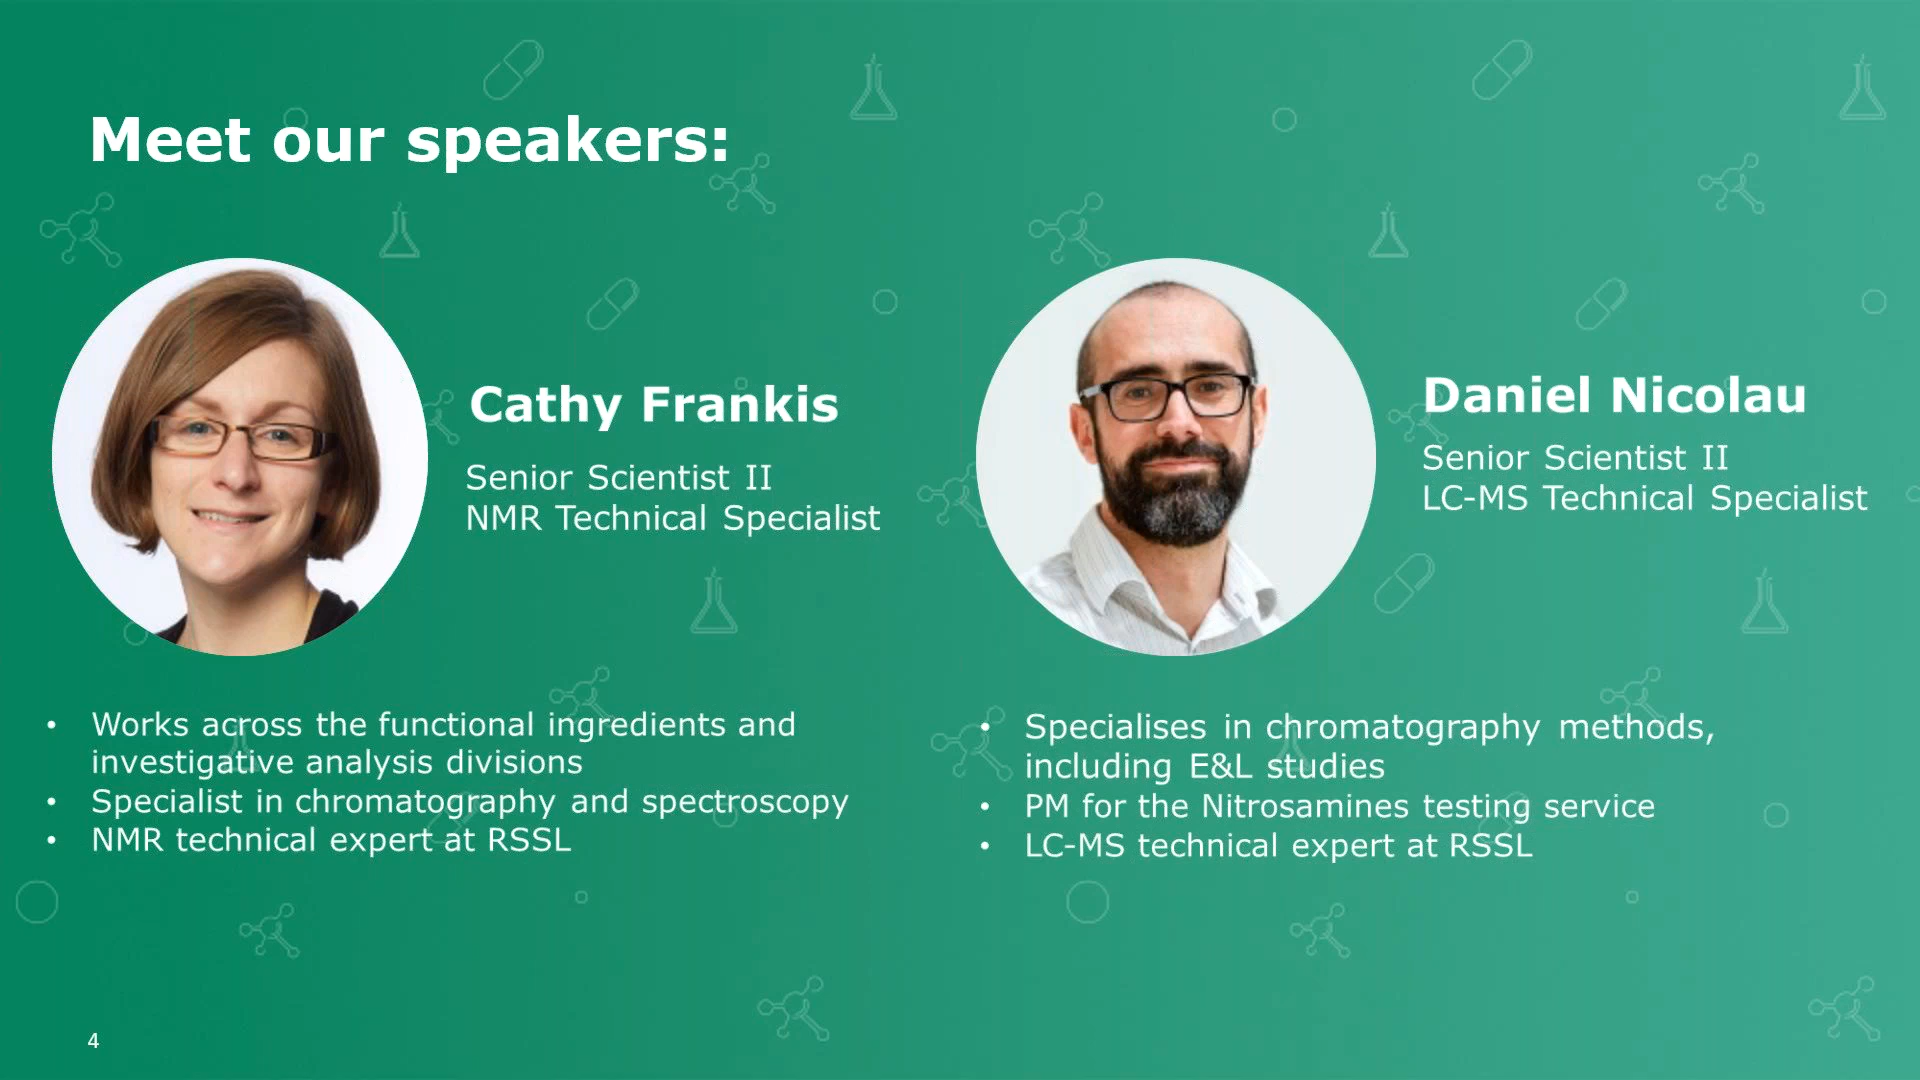 Meet our speakers:
Cathy Frankis
Senior Scientist II
NMR Technical Specialist
• Works across the functional ingredients and
investigative analysis divisions
• Specialist in chromatography and spectroscopy
• NMR technical expert at RSSL
Daniel Nicolau
Senior Scientist II
LC-MS Technical Specialist
• Specialises in chromatography methods,
including E&L studies
• PM for the Nitrosamines testing service
• LC-MS technical expert at RSSL
4